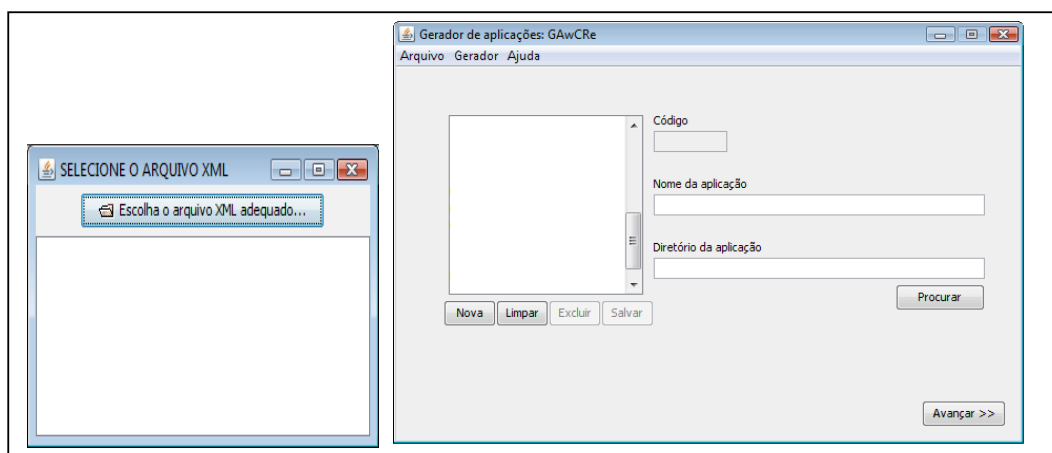 SELECIONE O ARQUIVO XML
Escolha o arquivo XML adequado...
Gerador de aplicações: GAwCRe
Arquivo Gerador Ajuda
Código
Nome da aplicação
Diretório da aplicação
Procurar
Nova Limpar Excluir Salvar
Avançar >>